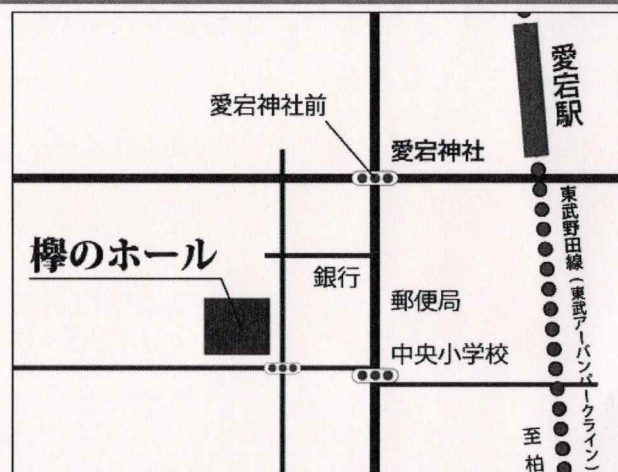 愛宕駅
愛宕神社前
愛宕神社
東武野田線（東武アーバンパークライン）
欅のホール
銀行
郵便局
中央小学校
至柏